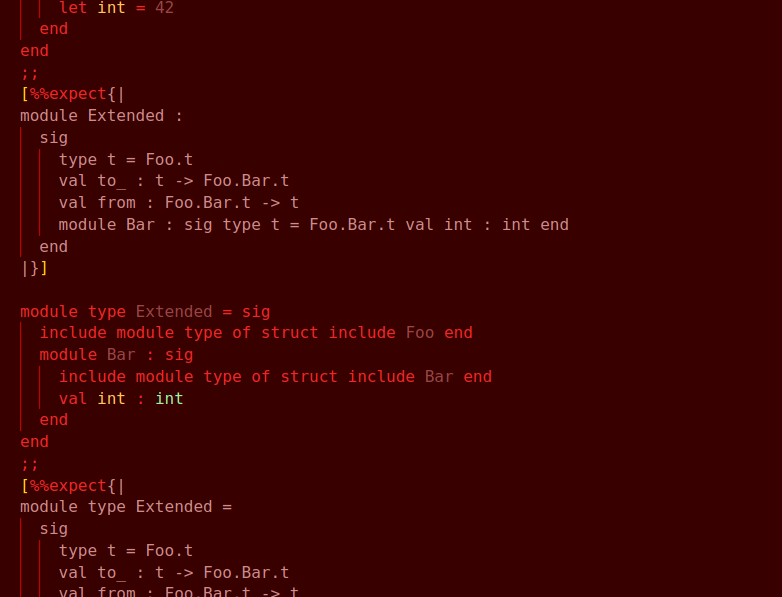 let int = 42
end
end
;;
[%%expect{|
module Extended :
sig
type t = Foo.t
val to_ : t -> Foo.Bar.t
val from : Foo.Bar.t -> t
module Bar : sig type t = Foo.Bar.t val int : int end
end
|}]
module type Extended = sig
include module type of struct include Foo end
module Bar : sig
include module type of struct include Bar end
val int : int
end
end
;;
[%%expect{|
module type Extended =
sig
type t = Foo.t
val to_ : t -> Foo.Bar.t
val from : Foo.Bar.t -> t